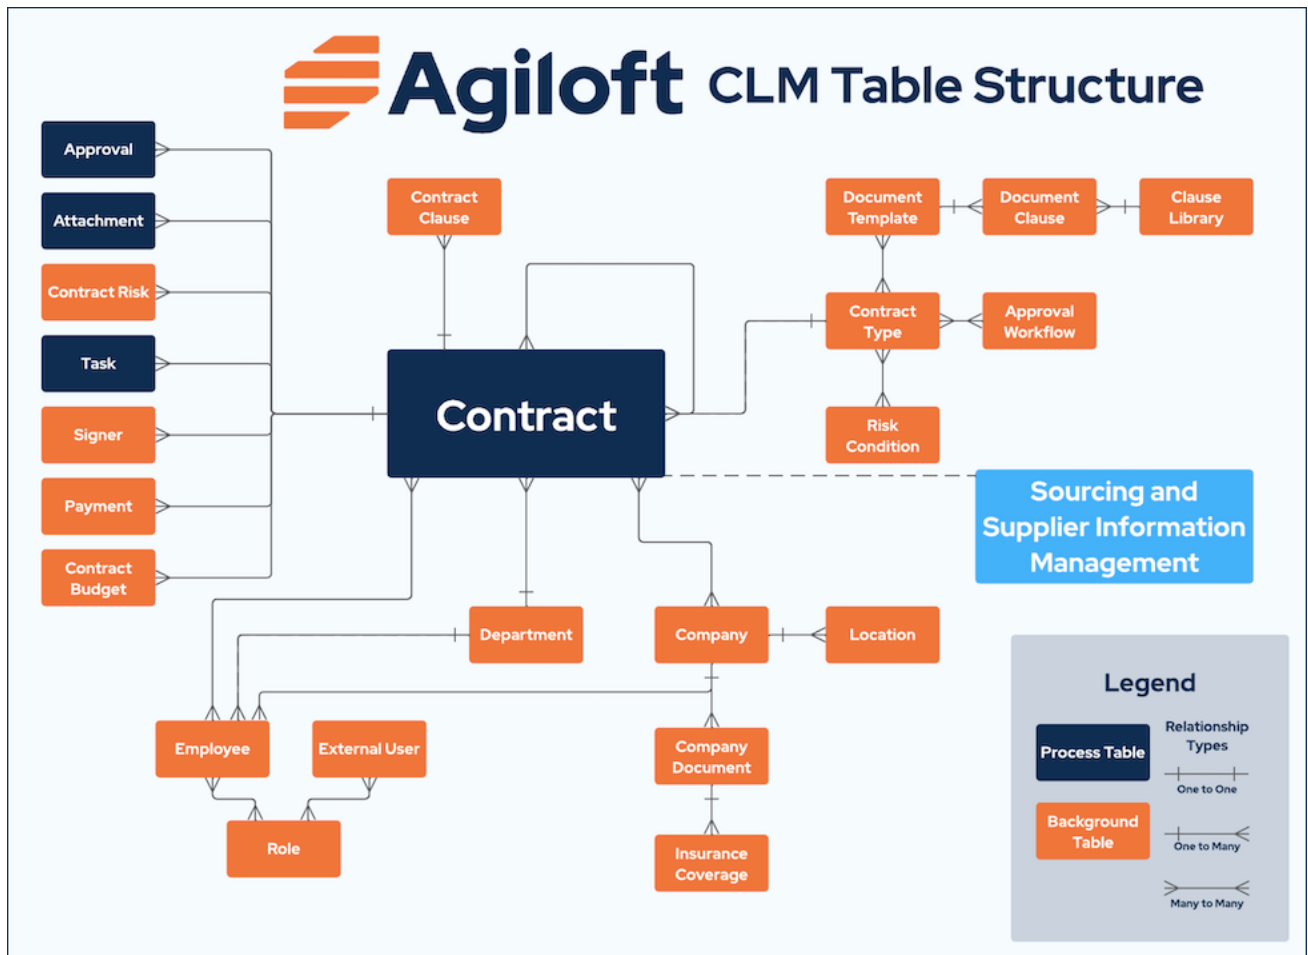 Agiloft CLM Table Structure
Approval
Attachment
Contract Risk
Task
Signer
Payment
Contract
Budget
Contract
Clause
Contract
Document
Template
Document
Clause
Clause
Library
Contract
Type
Approval
Workflow
Risk
Condition
Sourcing and
Supplier Information
Management
Department
Company
Location
Employee
External User
Role
Company
Document
Insurance
Coverage
Legend
Process Table
Background
Table
Relationship
Types
One to One
One to Many
Many to Many